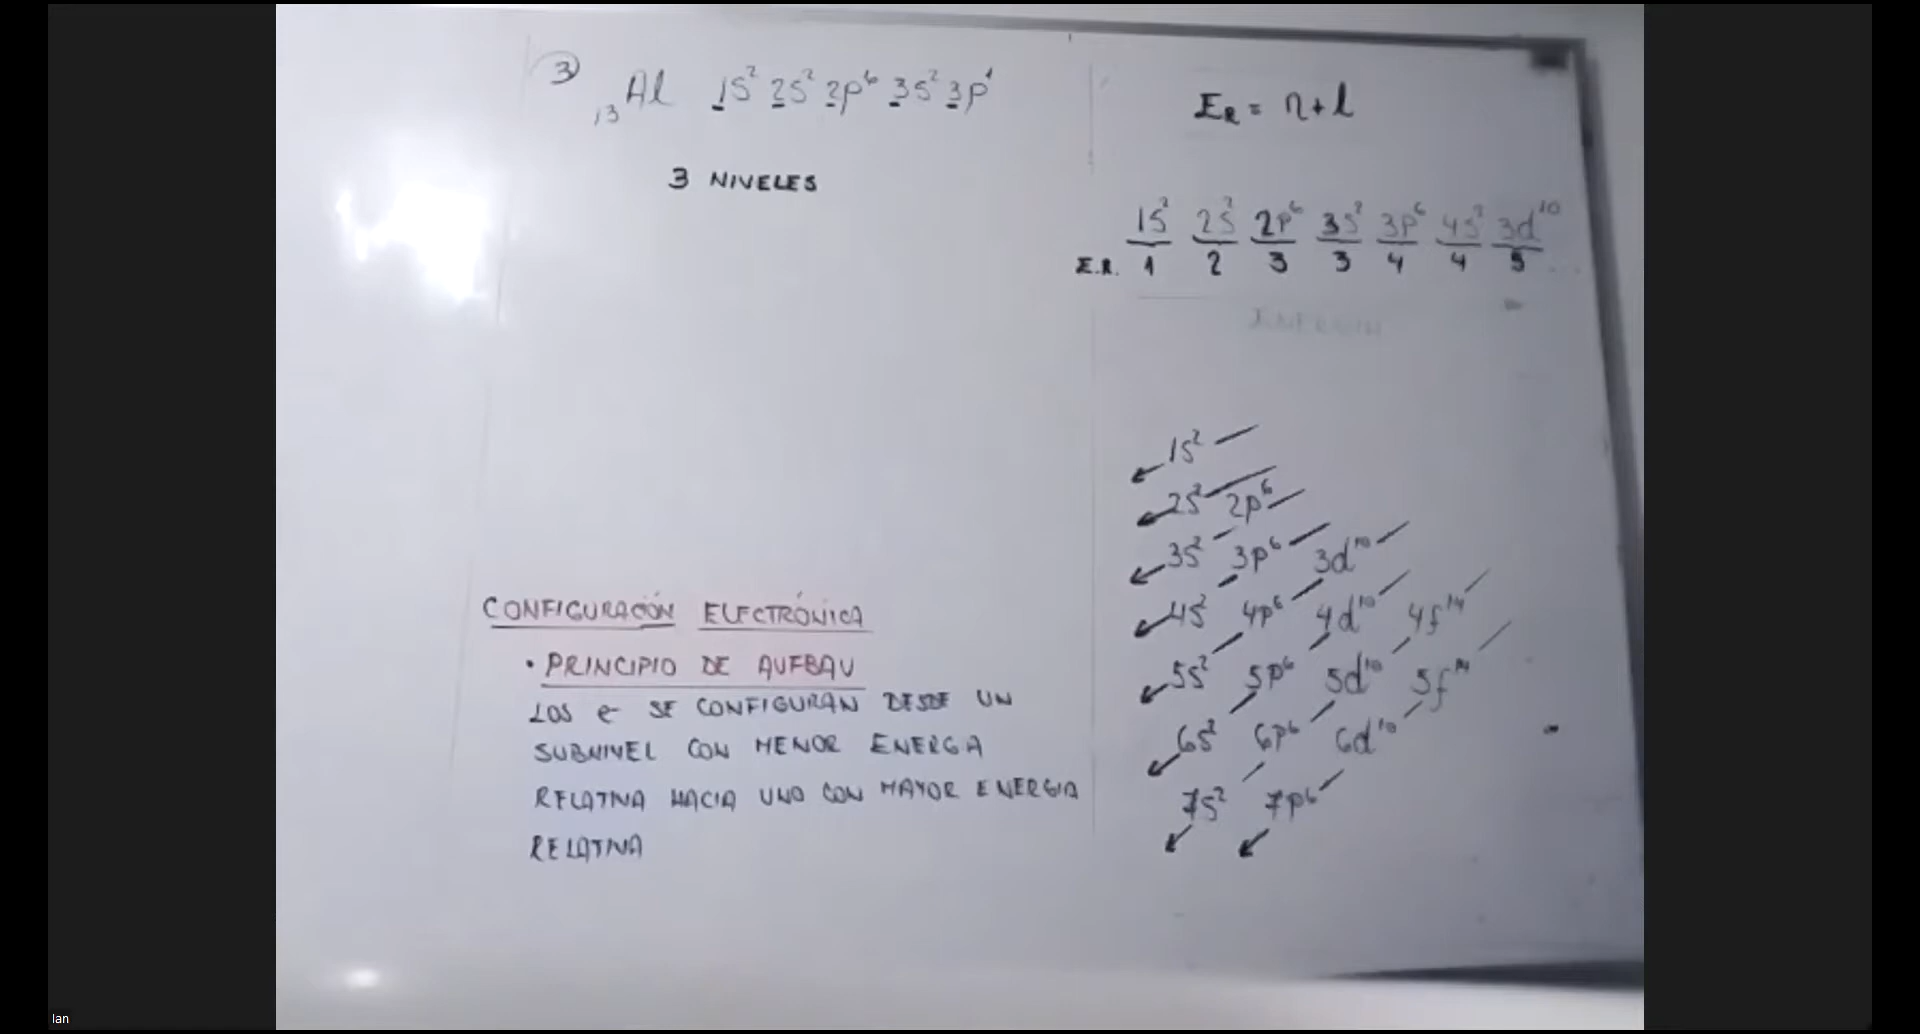 3
13Al 1s² 2s² 2p⁶ 3s² 3p¹
3 NIVELES
CONFIGURACIÓN ELECTRÓNICA
• PRINCIPIO DE AUFBAU
LOS e- SE CONFIGURAN DESDE UN
SUBNIVEL CON MENOR ENERGA
RELATIVA HACIA UNO CON MAYOR ENERGIA
RELATIVA
E_R = n + l
1s² 2s² 2p⁶ 3s² 3p⁶ 4s² 3d¹⁰
E.R. 1 2 3 3 4 4 5 ...
1s²
2s² 2p⁶
3s² 3p⁶ 3d¹⁰
4s² 4p⁶ 4d¹⁰ 4f¹⁴
5s² 5p⁶ 5d¹⁰ 5f¹⁴
6s² 6p⁶ 6d¹⁰
7s² 7p⁶
Ian